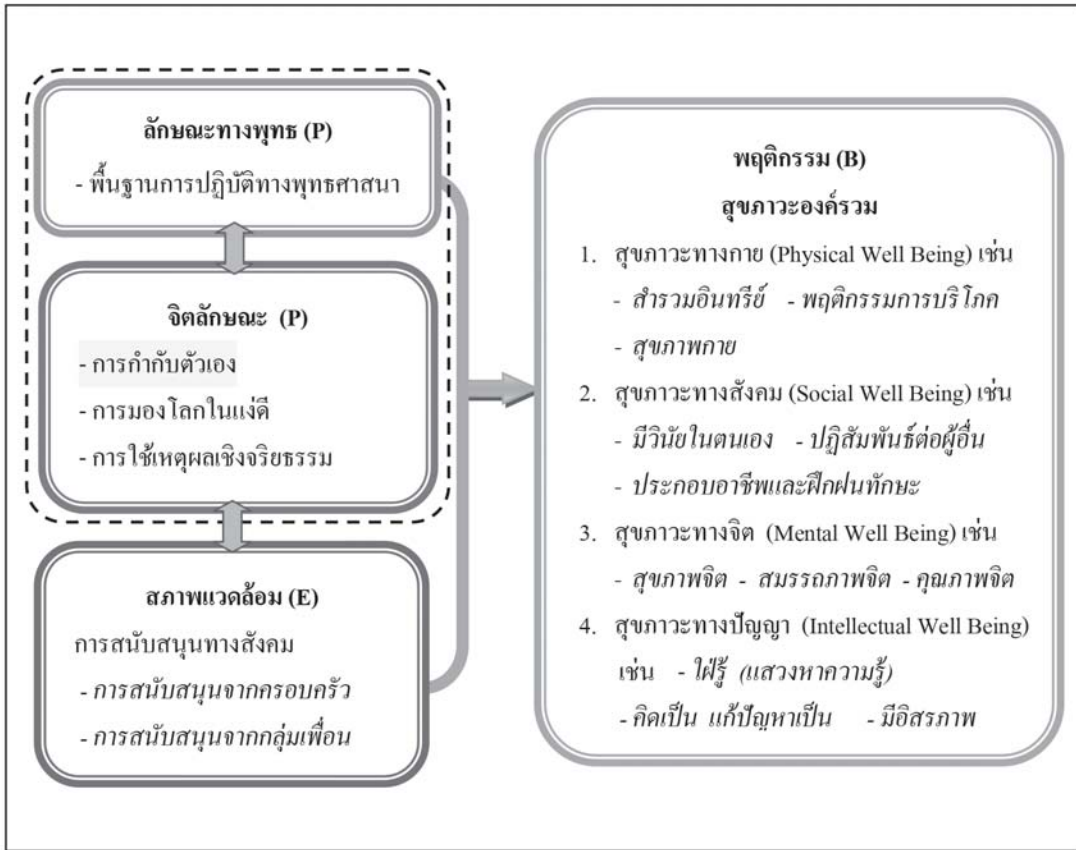 ลักษณะทางพุทธ (P)
- พื้นฐานการปฏิบัติทางพุทธศาสนา
จิตลักษณะ (P)
- การกำกับตัวเอง
- การมองโลกในแง่ดี
- การใช้เหตุผลเชิงจริยธรรม
สภาพแวดล้อม (E)
การสนับสนุนทางสังคม
- การสนับสนุนจากครอบครัว
- การสนับสนุนจากกลุ่มเพื่อน
พฤติกรรม (B)
สุขภาวะองค์รวม
1. สุขภาวะทางกาย (Physical Well Being) เช่น
- สำรวมอินทรีย์ - พฤติกรรมการบริโภค
- สุขภาพกาย
2. สุขภาวะทางสังคม (Social Well Being) เช่น
- มีวินัยในตนเอง - ปฏิสัมพันธ์ต่อผู้อื่น
- ประกอบอาชีพและฝึกฝนทักษะ
3. สุขภาวะทางจิต (Mental Well Being) เช่น
- สุขภาพจิต - สมรรถภาพจิต - คุณภาพจิต
4. สุขภาวะทางปัญญา (Intellectual Well Being)
เช่น - ใฝ่รู้ (แสวงหาความรู้)
- คิดเป็น แก้ปัญหาเป็น - มีอิสรภาพ